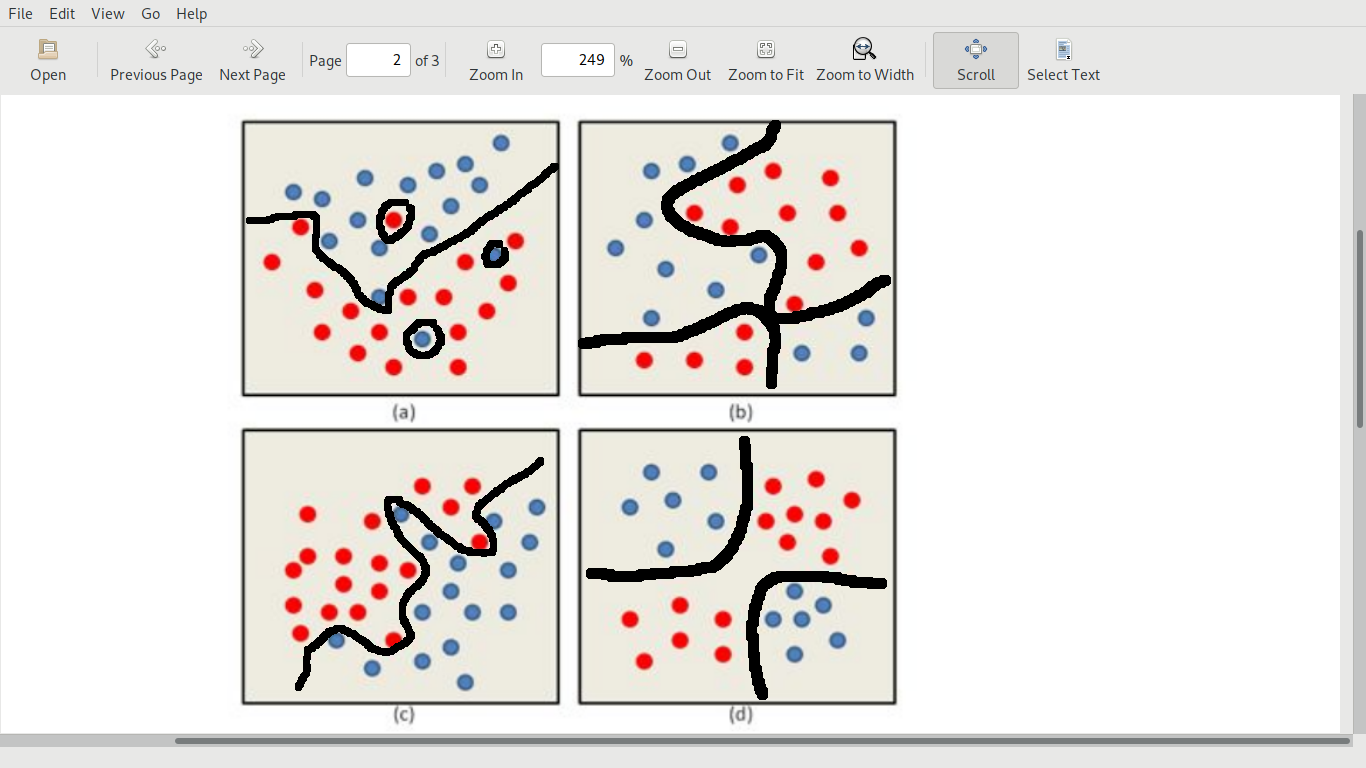 File Edit View Go Help
Open Previous Page Next Page Page 2 of 3 Zoom In 249 % Zoom Out Zoom to Fit Zoom to Width Scroll Select Text
(a) (b)
(c) (d)